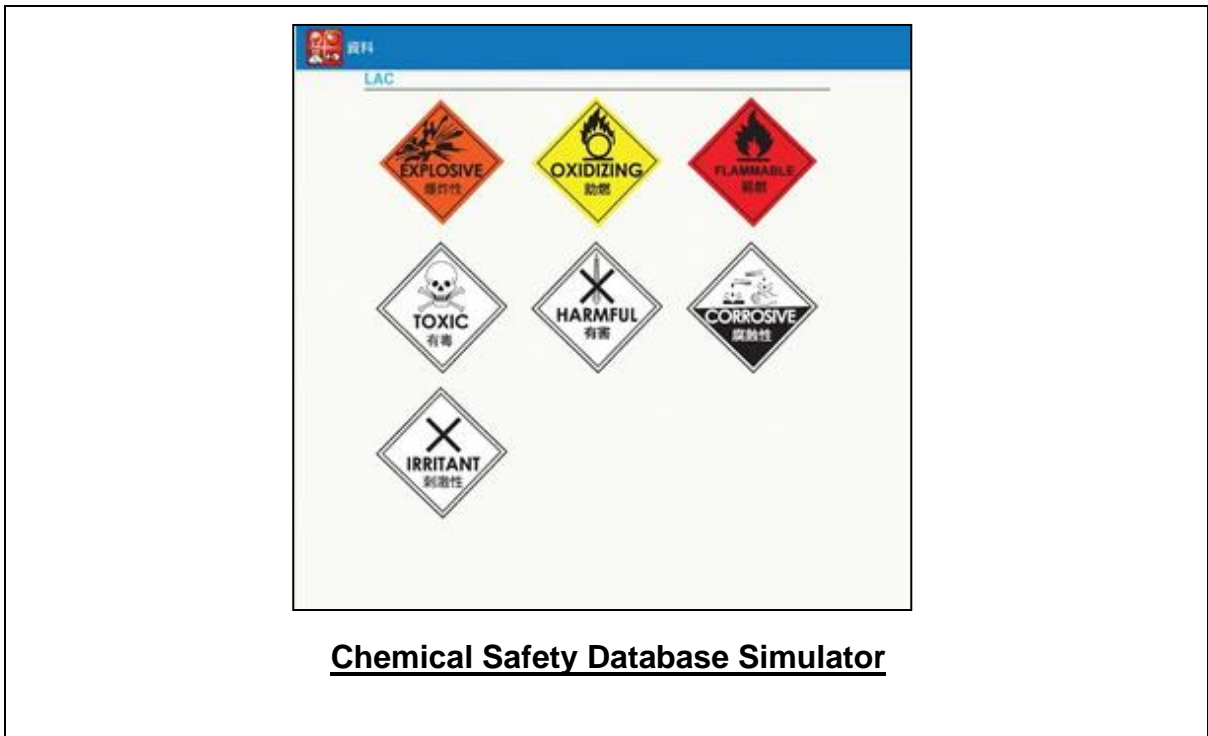 資料
LAC
EXPLOSIVE
爆炸性
OXIDIZING
助燃
FLAMMABLE
易燃
TOXIC
有毒
HARMFUL
有害
CORROSIVE
腐蝕性
IRRITANT
刺激性
Chemical Safety Database Simulator